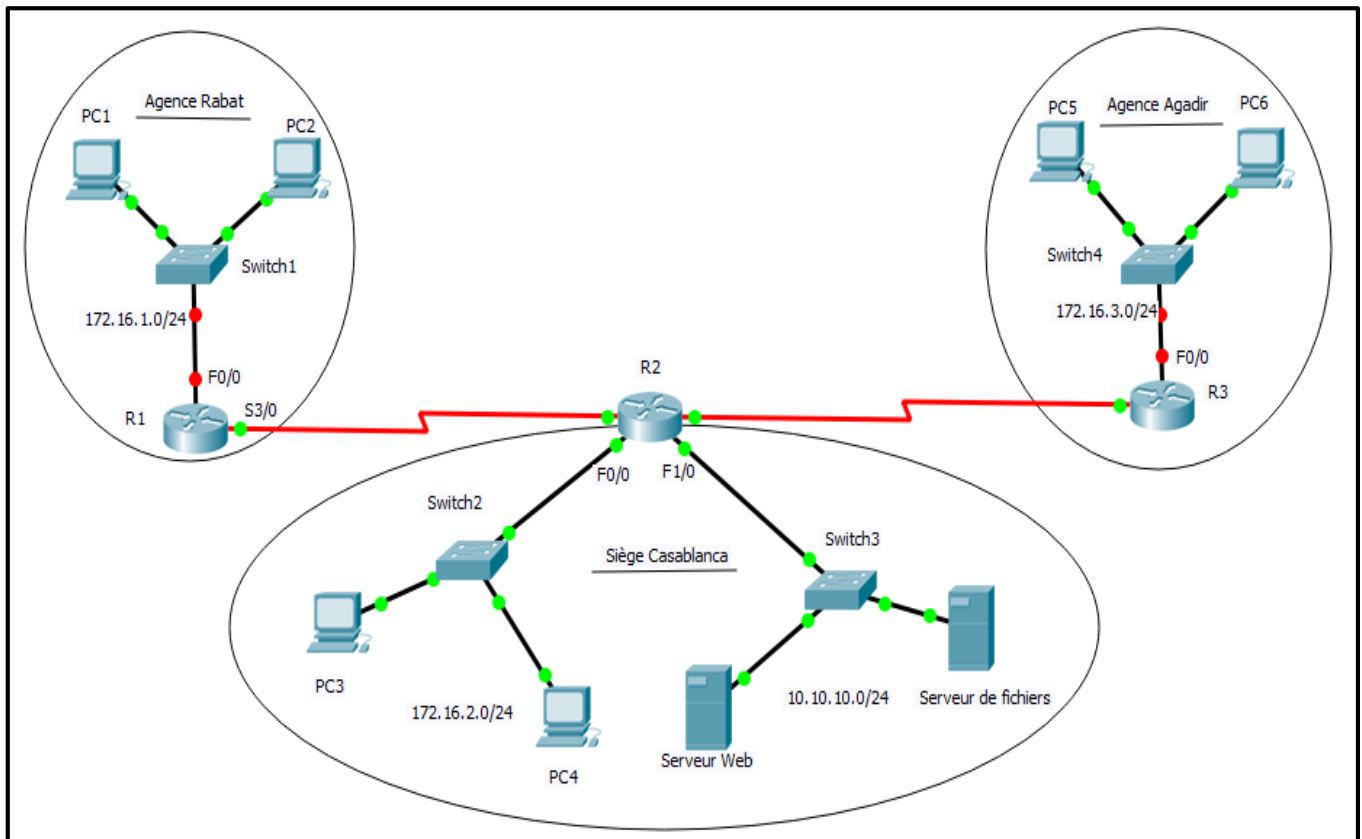 Agence Rabat
PC1
PC2
Switch1
172.16.1.0/24
F0/0
R1
S3/0
Agence Agadir
PC5
PC6
Switch4
172.16.3.0/24
F0/0
R3
R2
F0/0
F1/0
Switch2
Siège Casablanca
Switch3
PC3
172.16.2.0/24
PC4
10.10.10.0/24
Serveur de fichiers
Serveur Web